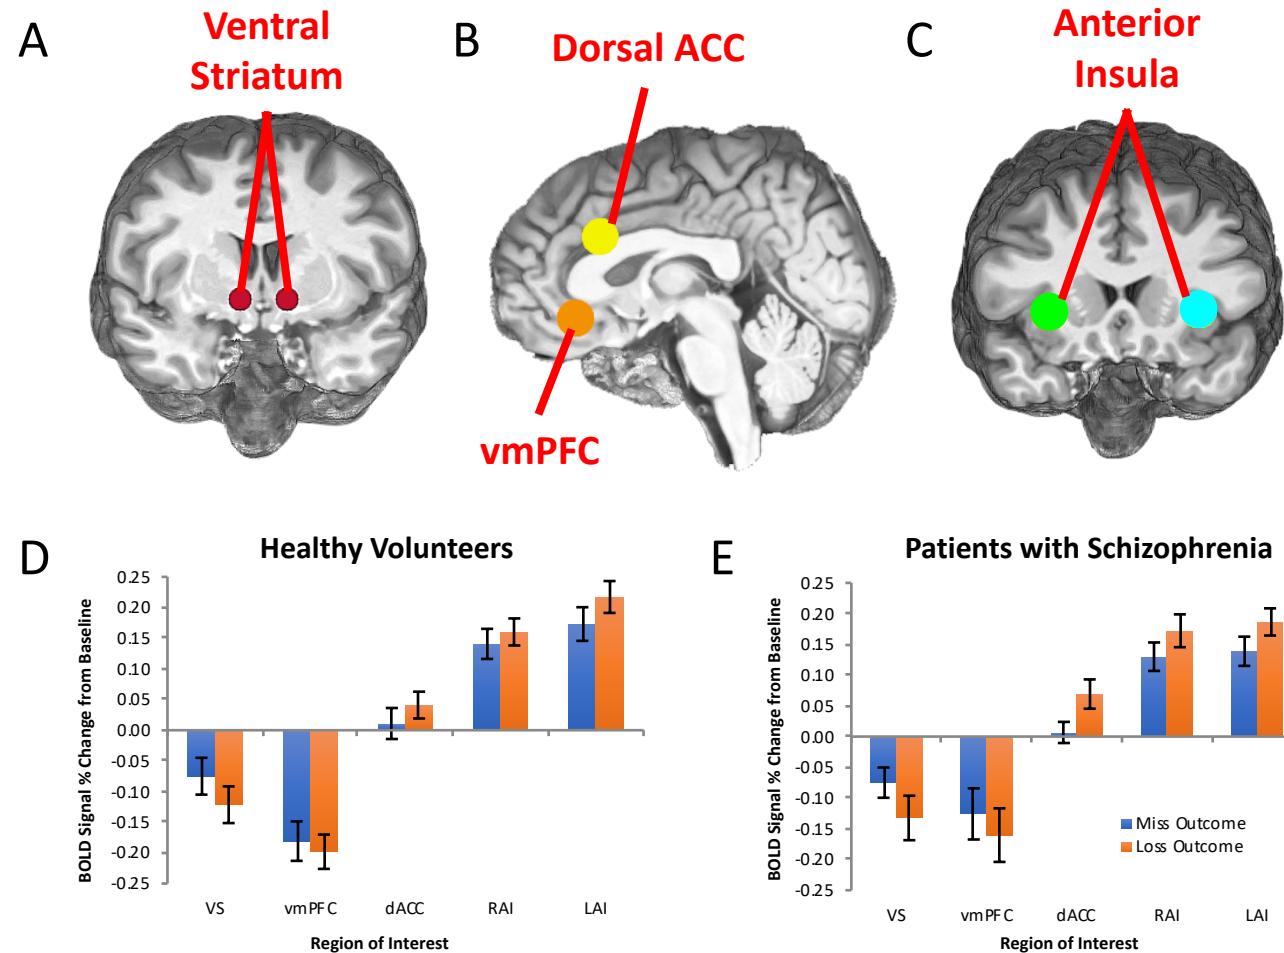 A
Ventral
Striatum
B
Dorsal ACC
vmPFC
C
Anterior
Insula
D
Healthy Volunteers
BOLD Signal % Change from Baseline
0.25
0.20
0.15
0.10
0.05
0.00
-0.05
-0.10
-0.15
-0.20
-0.25
VS vmPFC dACC RAI LAI
Region of Interest
E
Patients with Schizophrenia
BOLD Signal % Change from Baseline
0.25
0.20
0.15
0.10
0.05
0.00
-0.05
-0.10
-0.15
-0.20
-0.25
Miss Outcome
Loss Outcome
VS vmPFC dACC RAI LAI
Region of Interest